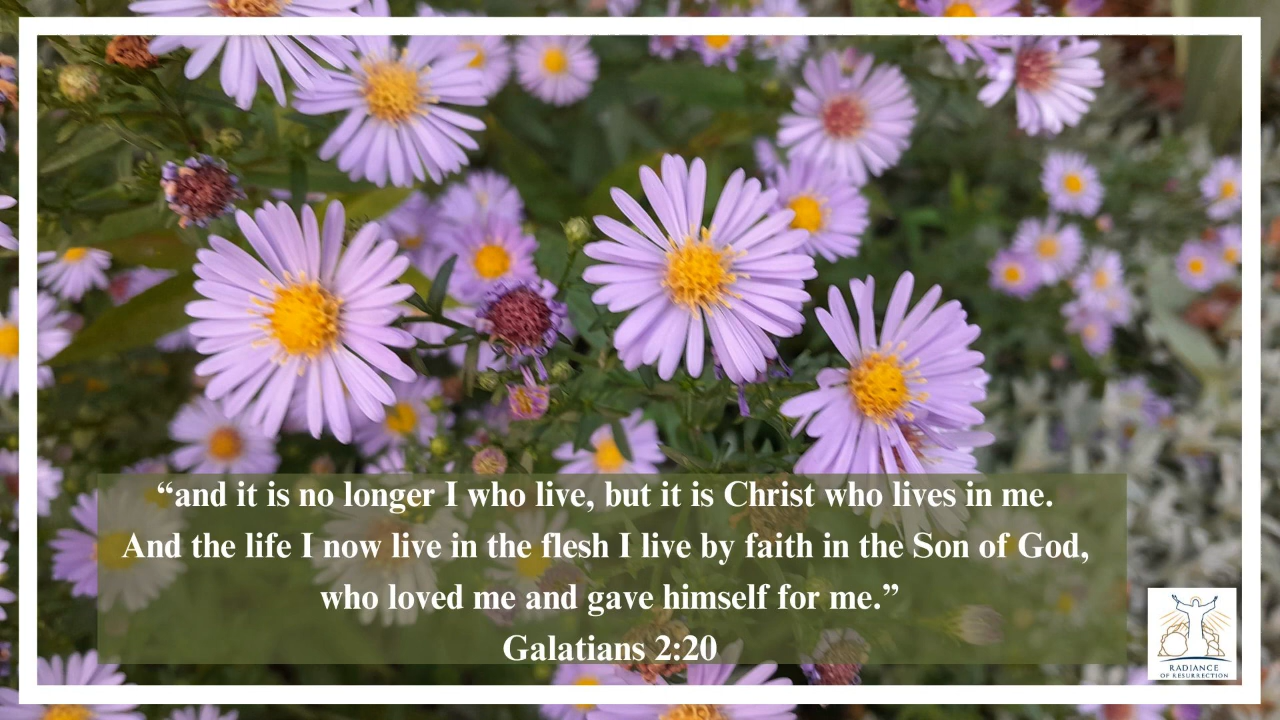 “and it is no longer I who live, but it is Christ who lives in me.
And the life I now live in the flesh I live by faith in the Son of God,
who loved me and gave himself for me.”
Galatians 2:20
RADIANCE
OF RESURRECTION